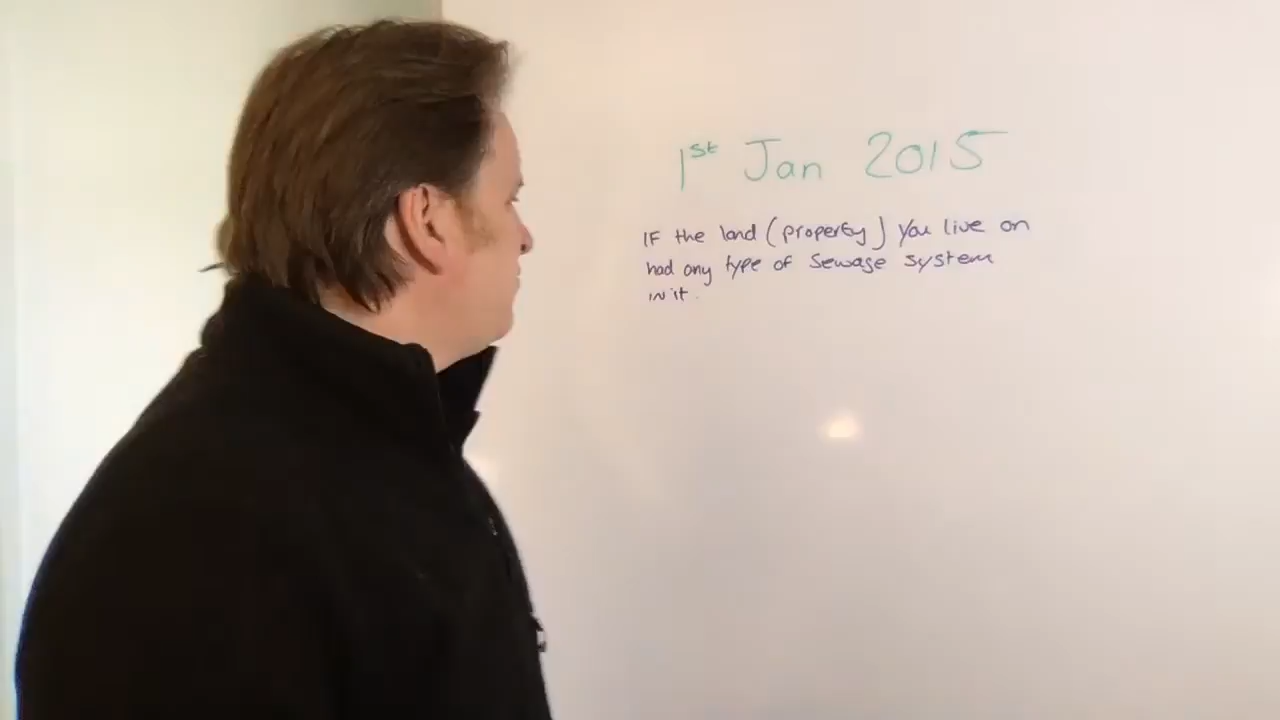 1st Jan 2015
IF the land (property) you live on
had any type of sewage system
in it.